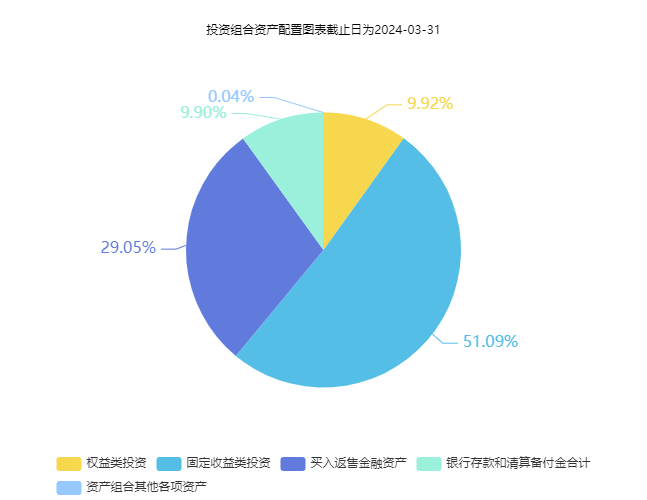 投资组合资产配置图表截止日为2024-03-31
0.04%
9.92%
9.90%
29.05%
51.09%
权益类投资 固定收益类投资 买入返售金融资产 银行存款和清算备付金合计
资产组合其他各项资产